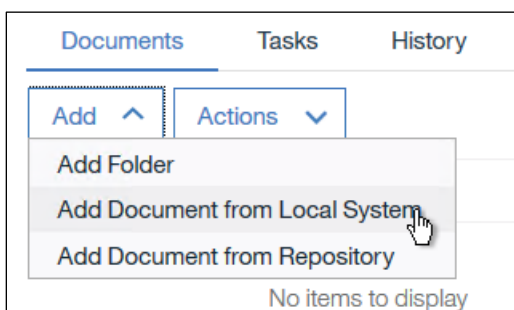 Documents Tasks History
Add Actions
Add Folder
Add Document from Local System
Add Document from Repository
No items to display